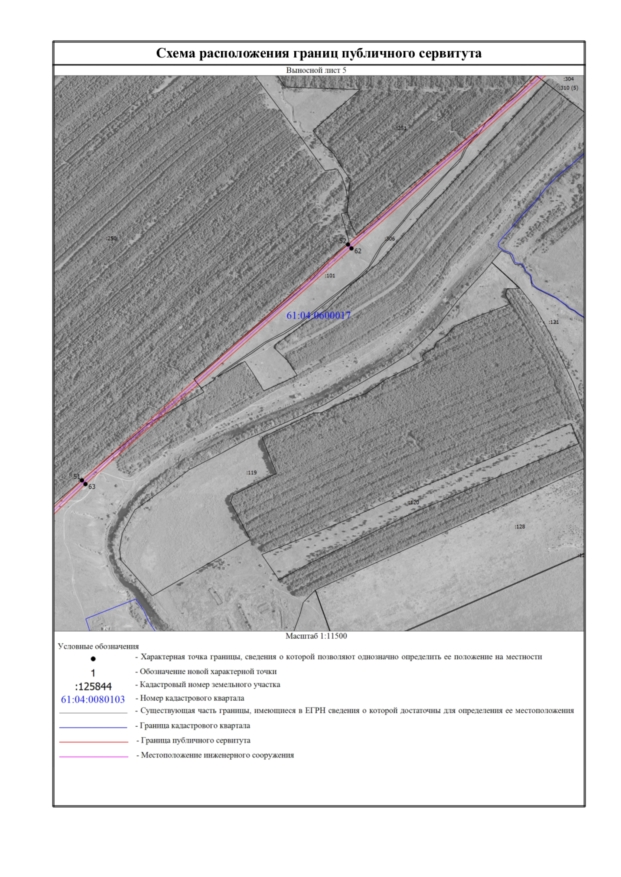 Схема расположения границ публичного сервитута
Выносной лист 5
:304
:310 (5)
62
:101
61:04:0600017
:131
63
:119
:128
Масштаб 1:11500
Условные обозначения
- Характерная точка границы, сведения о которой позволяют однозначно определить ее положение на местности
1 - Обозначение новой характерной точки
:125844 - Кадастровый номер земельного участка
61:04:0080103 - Номер кадастрового квартала
- Существующая часть границы, имеющиеся в ЕГРН сведения о которой достаточны для определения ее местоположения
- Граница кадастрового квартала
- Граница публичного сервитута
- Местоположение инженерного сооружения